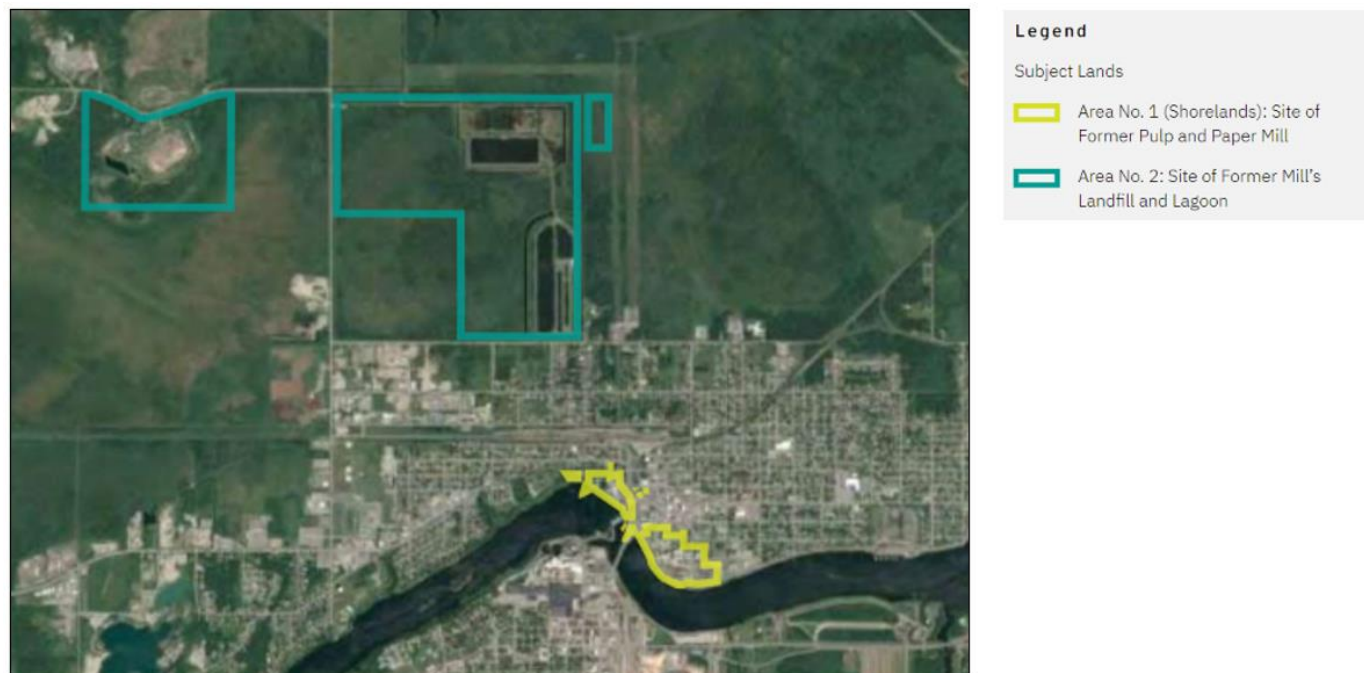 Legend
Subject Lands
Area No. 1 (Shorelands): Site of
Former Pulp and Paper Mill
Area No. 2: Site of Former Mill's
Landfill and Lagoon